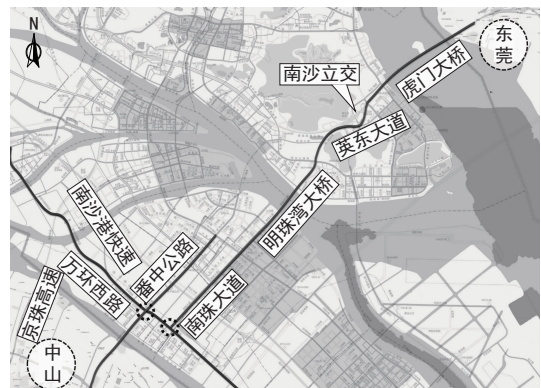 N
东
莞
虎门大桥
南沙立交
英东大道
明珠湾大桥
南沙港快速
番中公路
万环西路
南珠大道
京珠高速
中
山